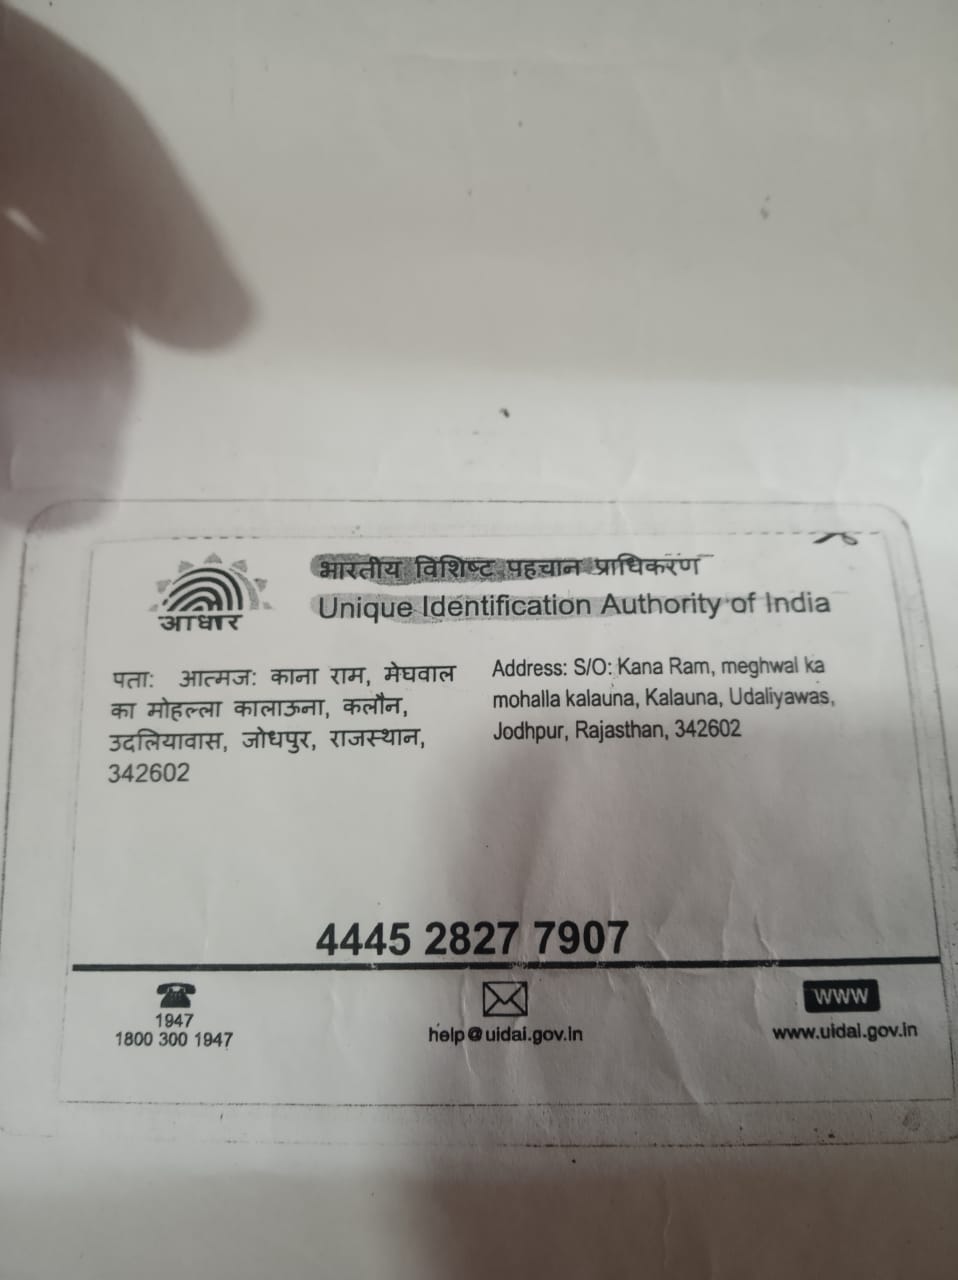 आधार
भारतीय विशिष्ट पहचान प्राधिकरण
Unique Identification Authority of India
पता: आत्मज: काना राम, मेघवाल
का मोहल्ला कालाऊना, कलौन,
उदलियावास, जोधपुर, राजस्थान,
342602
Address: S/O: Kana Ram, meghwal ka
mohalla kalauna, Kalauna, Udaliyawas,
Jodhpur, Rajasthan, 342602
4445 2827 7907
1947
1800 300 1947
help@uidai.gov.in
www
www.uidai.gov.in